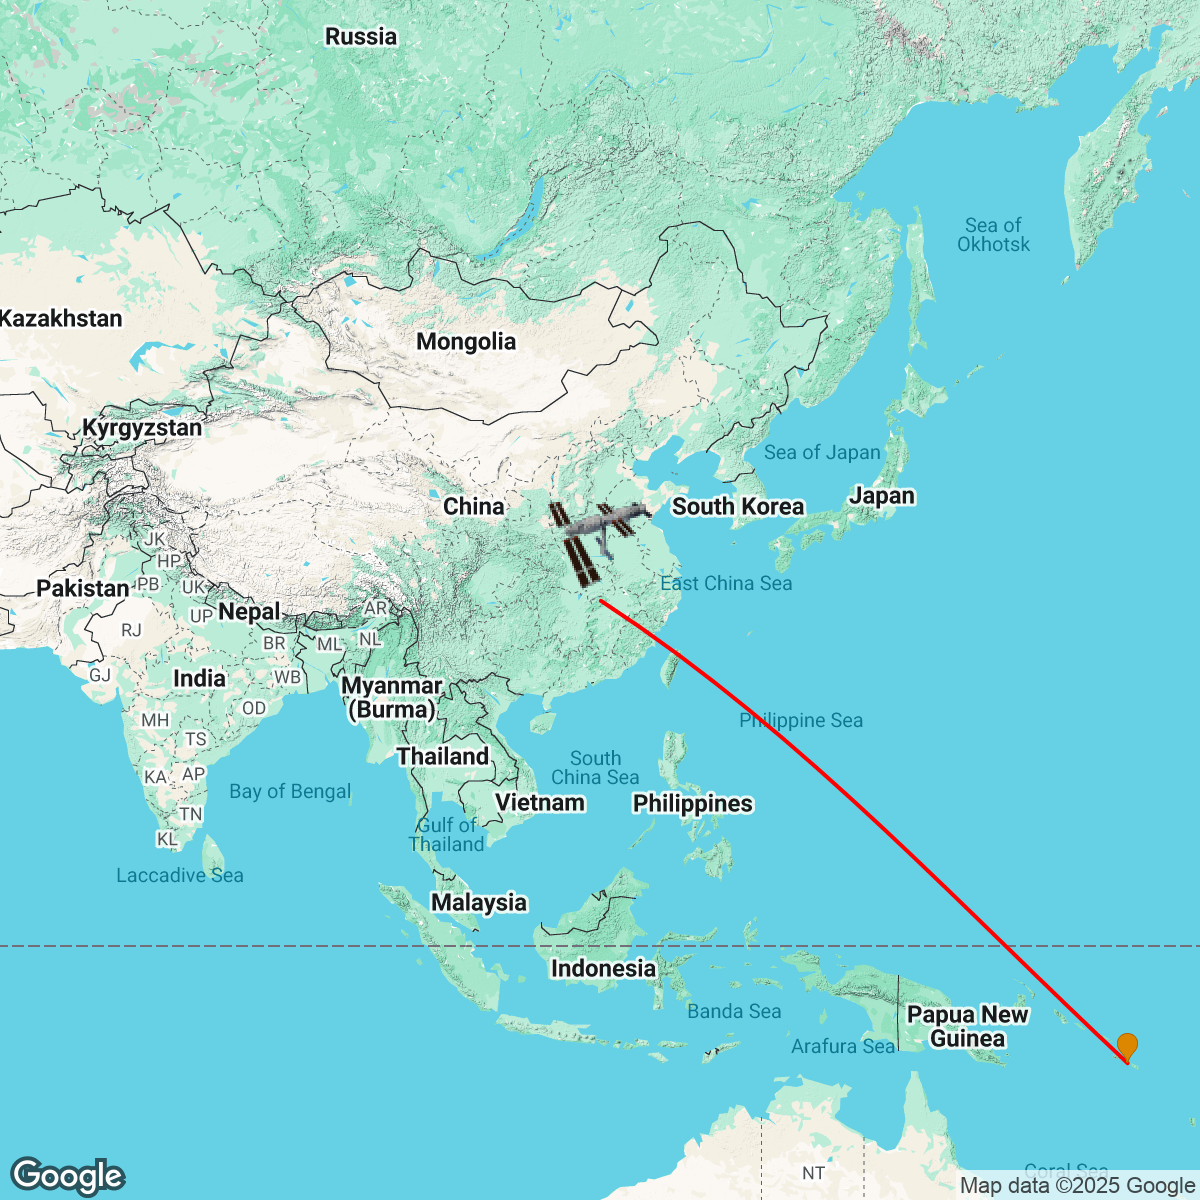 Russia
Sea of
Okhotsk
Kazakhstan
Mongolia
Kyrgyzstan
Sea of Japan
China
South Korea
Japan
JK
HP
Pakistan
PB
UK
East China Sea
Nepal
UP
AR
RJ
BR
ML
NL
GJ
India
WB
Myanmar
(Burma)
OD
MH
Philippine Sea
TS
Thailand
South
China Sea
KA
AP
Bay of Bengal
Vietnam
Philippines
TN
Gulf of
Thailand
KL
Laccadive Sea
Malaysia
Indonesia
Banda Sea
Papua New
Guinea
Arafura Sea
NT
Coral Sea
Google
Map data ©2025 Google